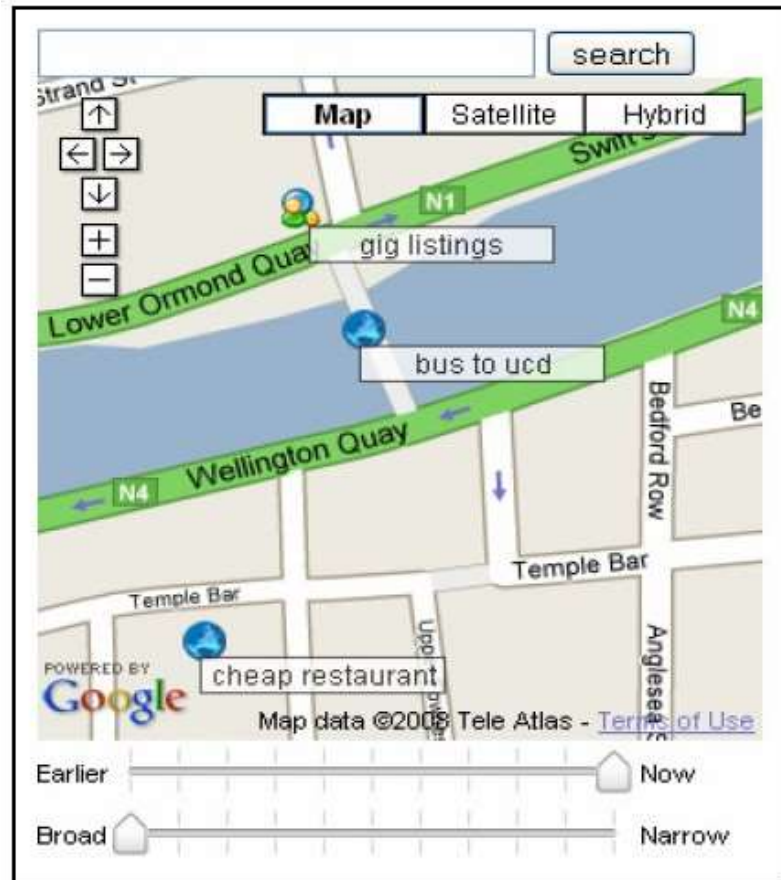 search
Strand St
Map Satellite Hybrid
Swift's
N1
gig listings
Lower Ormond Quay
N4
bus to ucd
Bedford Row
Be
Wellington Quay
N4
Temple Bar
Temple Bar
Anglesea S
cheap restaurant
POWERED BY
Google
Map data ©2008 Tele Atlas - Terms of Use
Earlier Now
Broad Narrow